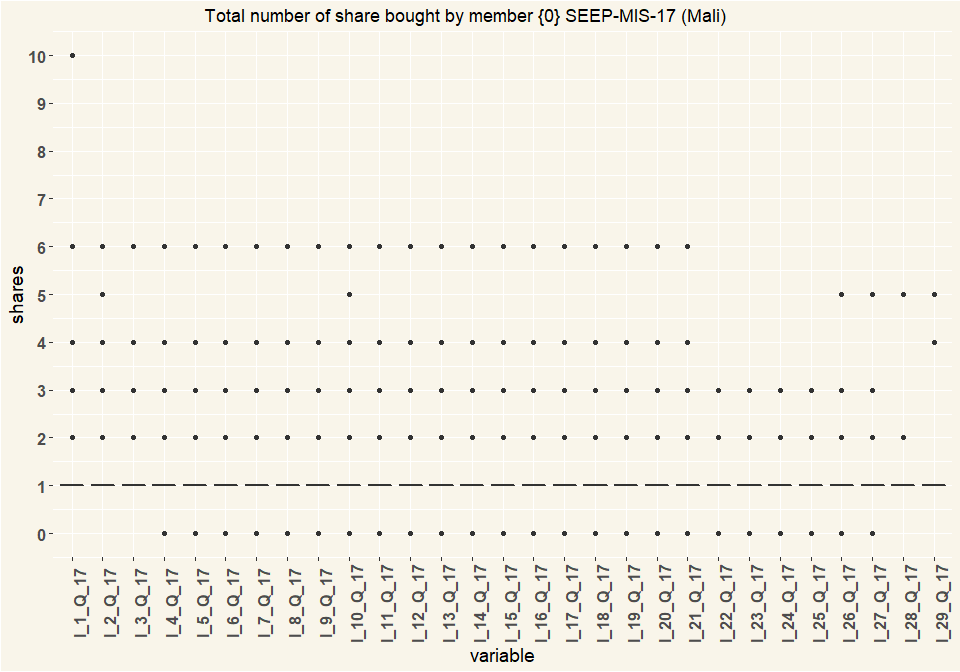 Total number of share bought by member {0} SEEP-MIS-17 (Mali)
10
9
8
7
6
5
4
3
2
1
0
shares
I_1_Q_17
I_2_Q_17
I_3_Q_17
I_4_Q_17
I_5_Q_17
I_6_Q_17
I_7_Q_17
I_8_Q_17
I_9_Q_17
I_10_Q_17
I_11_Q_17
I_12_Q_17
I_13_Q_17
I_14_Q_17
I_15_Q_17
I_16_Q_17
I_17_Q_17
I_18_Q_17
I_19_Q_17
I_20_Q_17
I_21_Q_17
I_22_Q_17
I_23_Q_17
I_24_Q_17
I_25_Q_17
I_26_Q_17
I_27_Q_17
I_28_Q_17
I_29_Q_17
variable